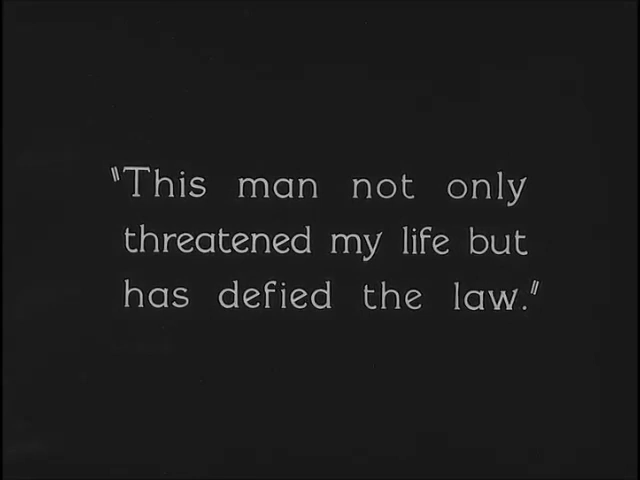 "This man not only
threatened my life but
has defied the law."